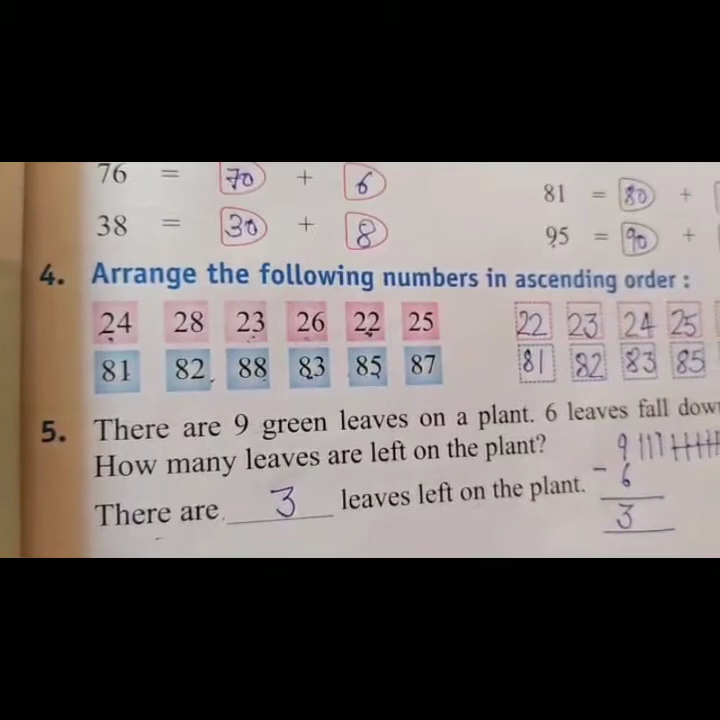 76 = 70 + 6
38 = 30 + 8
81 = 80 +
95 = 90 +
4. Arrange the following numbers in ascending order :
24 28 23 26 22 25 22 23 24 25
81 82 88 83 85 87 81 82 83 85
5. There are 9 green leaves on a plant. 6 leaves fall
How many leaves are left on the plant?
There are 3 leaves left on the plant.
9
- 6
3